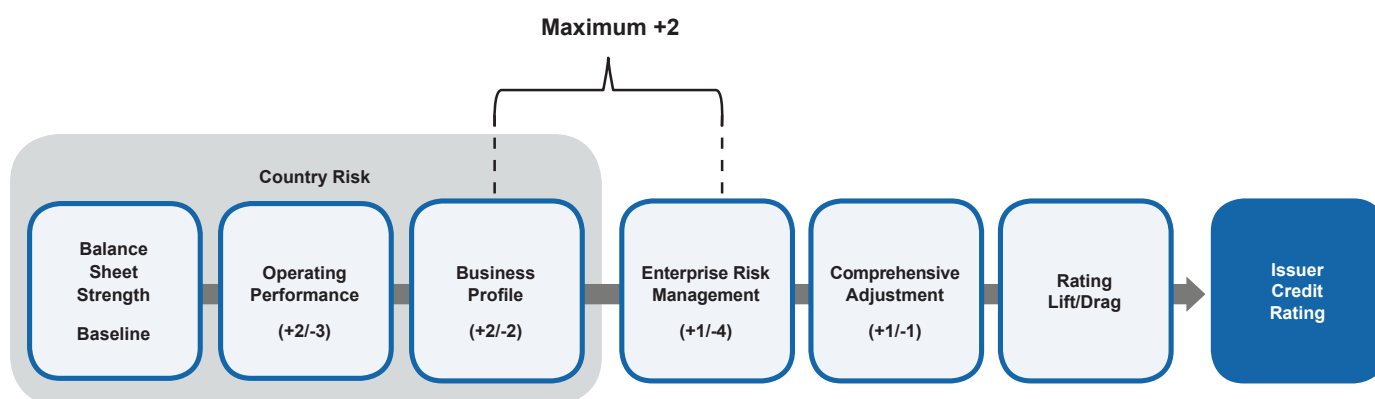 Maximum +2
Country Risk
Balance
Sheet
Strength
Baseline
Operating
Performance
(+2/-3)
Business
Profile
(+2/-2)
Enterprise Risk
Management
(+1/-4)
Comprehensive
Adjustment
(+1/-1)
Rating
Lift/Drag
Issuer
Credit
Rating